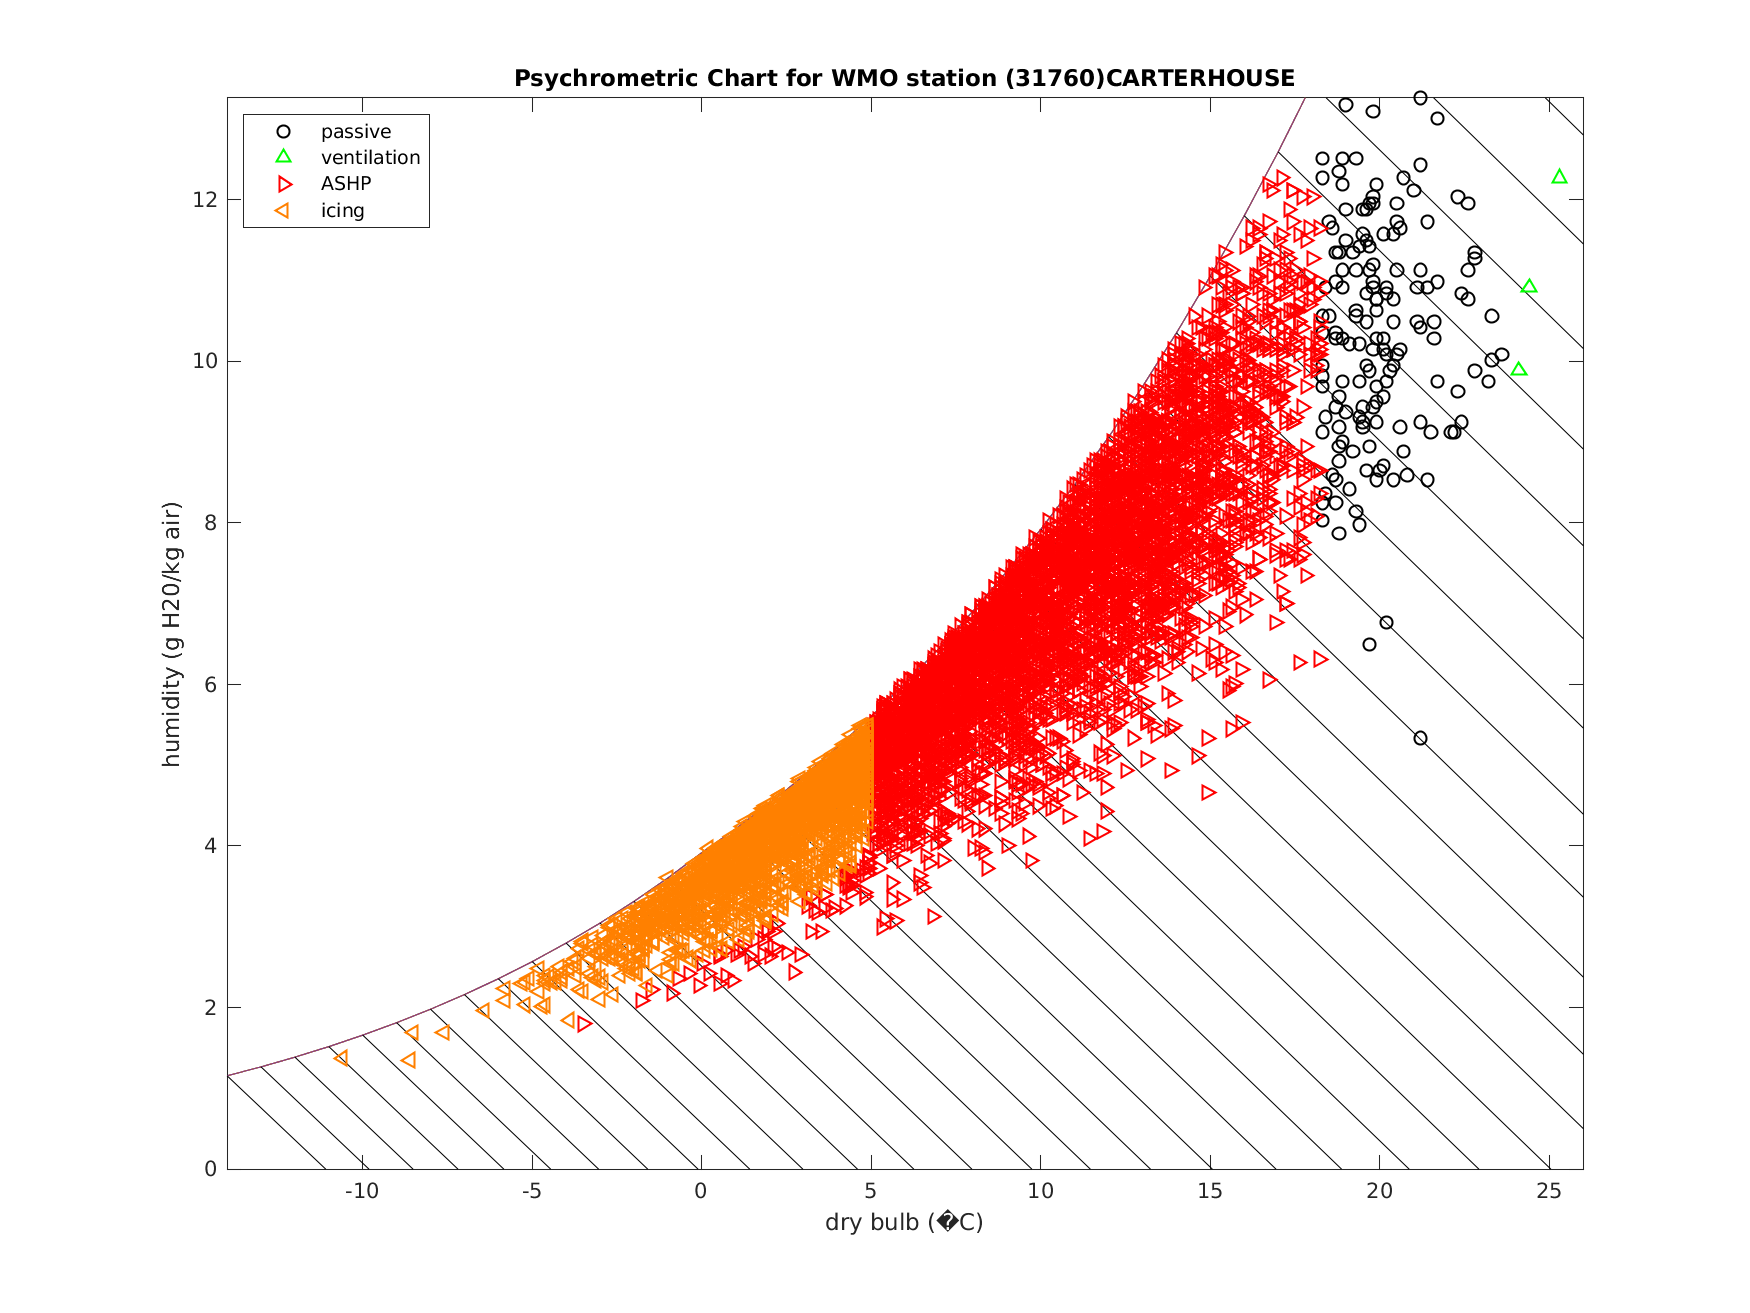 Psychrometric Chart for WMO station (31760)CARTERHOUSE
passive
ventilation
ASHP
icing
humidity (g H20/kg air)
12
10
8
6
4
2
0
-10 -5 0 5 10 15 20 25
dry bulb (�C)